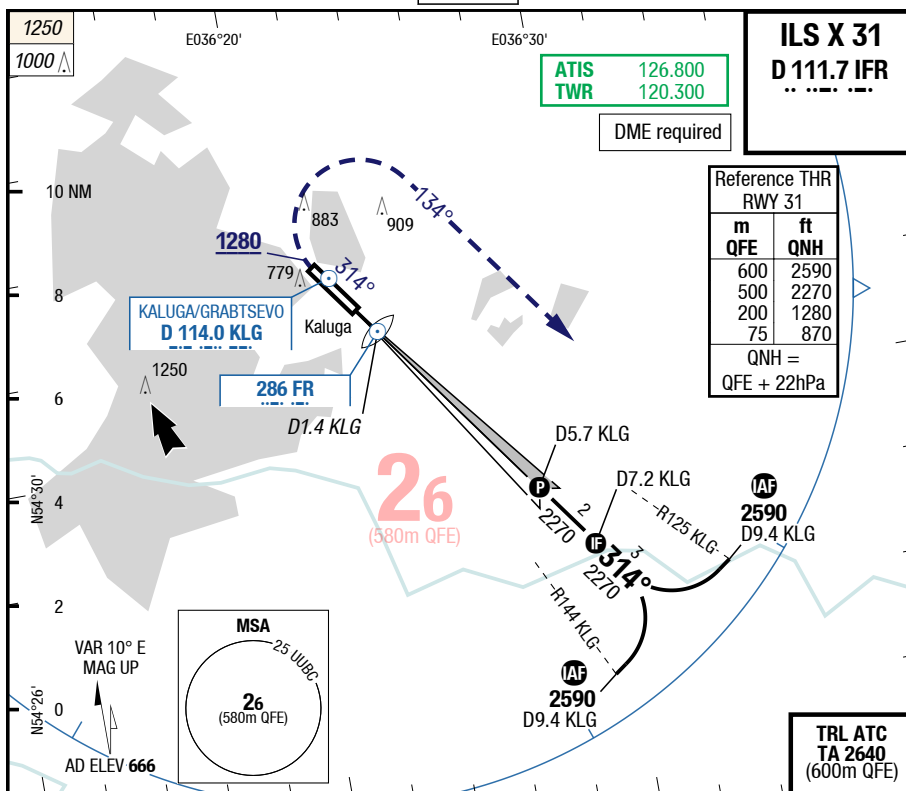 1250
1000
E036°20'
E036°30'
ILS X 31
D 111.7 IFR
ATIS 126.800
TWR 120.300
DME required
Reference THR
RWY 31
m ft
QFE QNH
600 2590
500 2270
200 1280
75 870
QNH =
QFE + 22hPa
10 NM
883
909
134°
1280
779
314°
8
KALUGA/GRABTSEVO
D 114.0 KLG
Kaluga
1250
286 FR
6
D1.4 KLG
D5.7 KLG
26
(580m QFE)
D7.2 KLG
IAF
2590
D9.4 KLG
P
2
2270
R125 KLG
N54°30'
4
IF
3
314°
2270
R144 KLG
2
IAF
2590
D9.4 KLG
MSA
25 UUBC
26
(580m QFE)
VAR 10° E
MAG UP
N54°26'
0
AD ELEV 666
TRL ATC
TA 2640
(600m QFE)